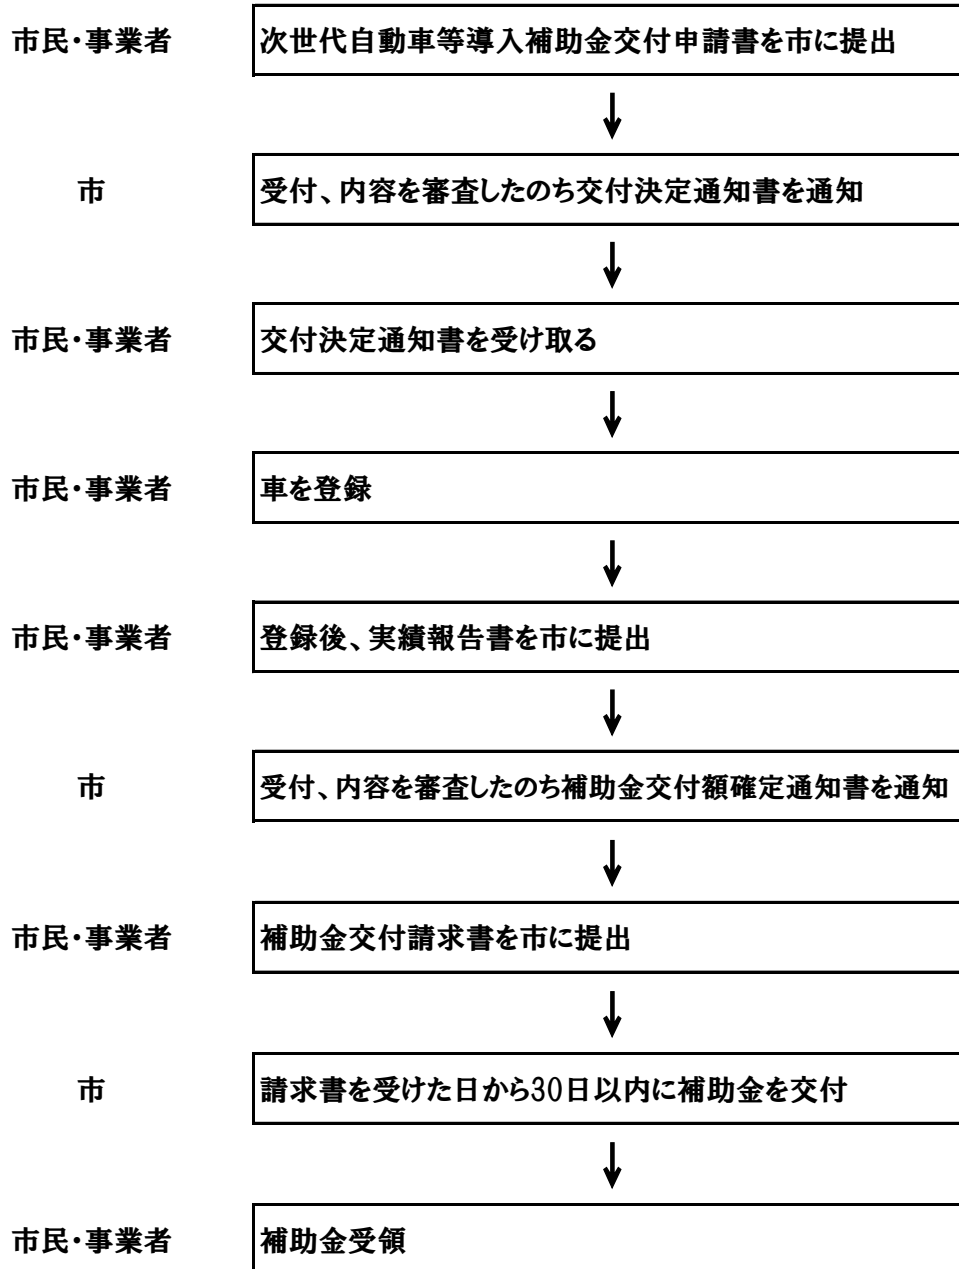 市民・事業者
次世代自動車等導入補助金交付申請書を市に提出
市
受付、内容を審査したのち交付決定通知書を通知
市民・事業者
交付決定通知書を受け取る
市民・事業者
車を登録
市民・事業者
登録後、実績報告書を市に提出
市
受付、内容を審査したのち補助金交付額確定通知書を通知
市民・事業者
補助金交付請求書を市に提出
市
請求書を受けた日から30日以内に補助金を交付
市民・事業者
補助金受領